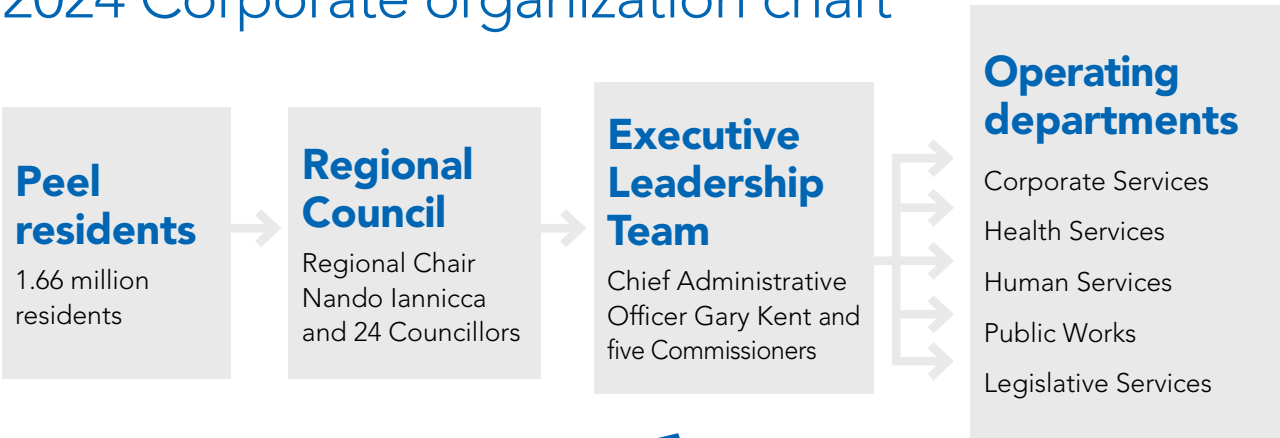 2024 Corporate organization chart
Peel
residents
1.66 million
residents
Regional
Council
Regional Chair
Nando Iannicca
and 24 Councillors
Executive
Leadership
Team
Chief Administrative
Officer Gary Kent and
five Commissioners
Operating
departments
Corporate Services
Health Services
Human Services
Public Works
Legislative Services